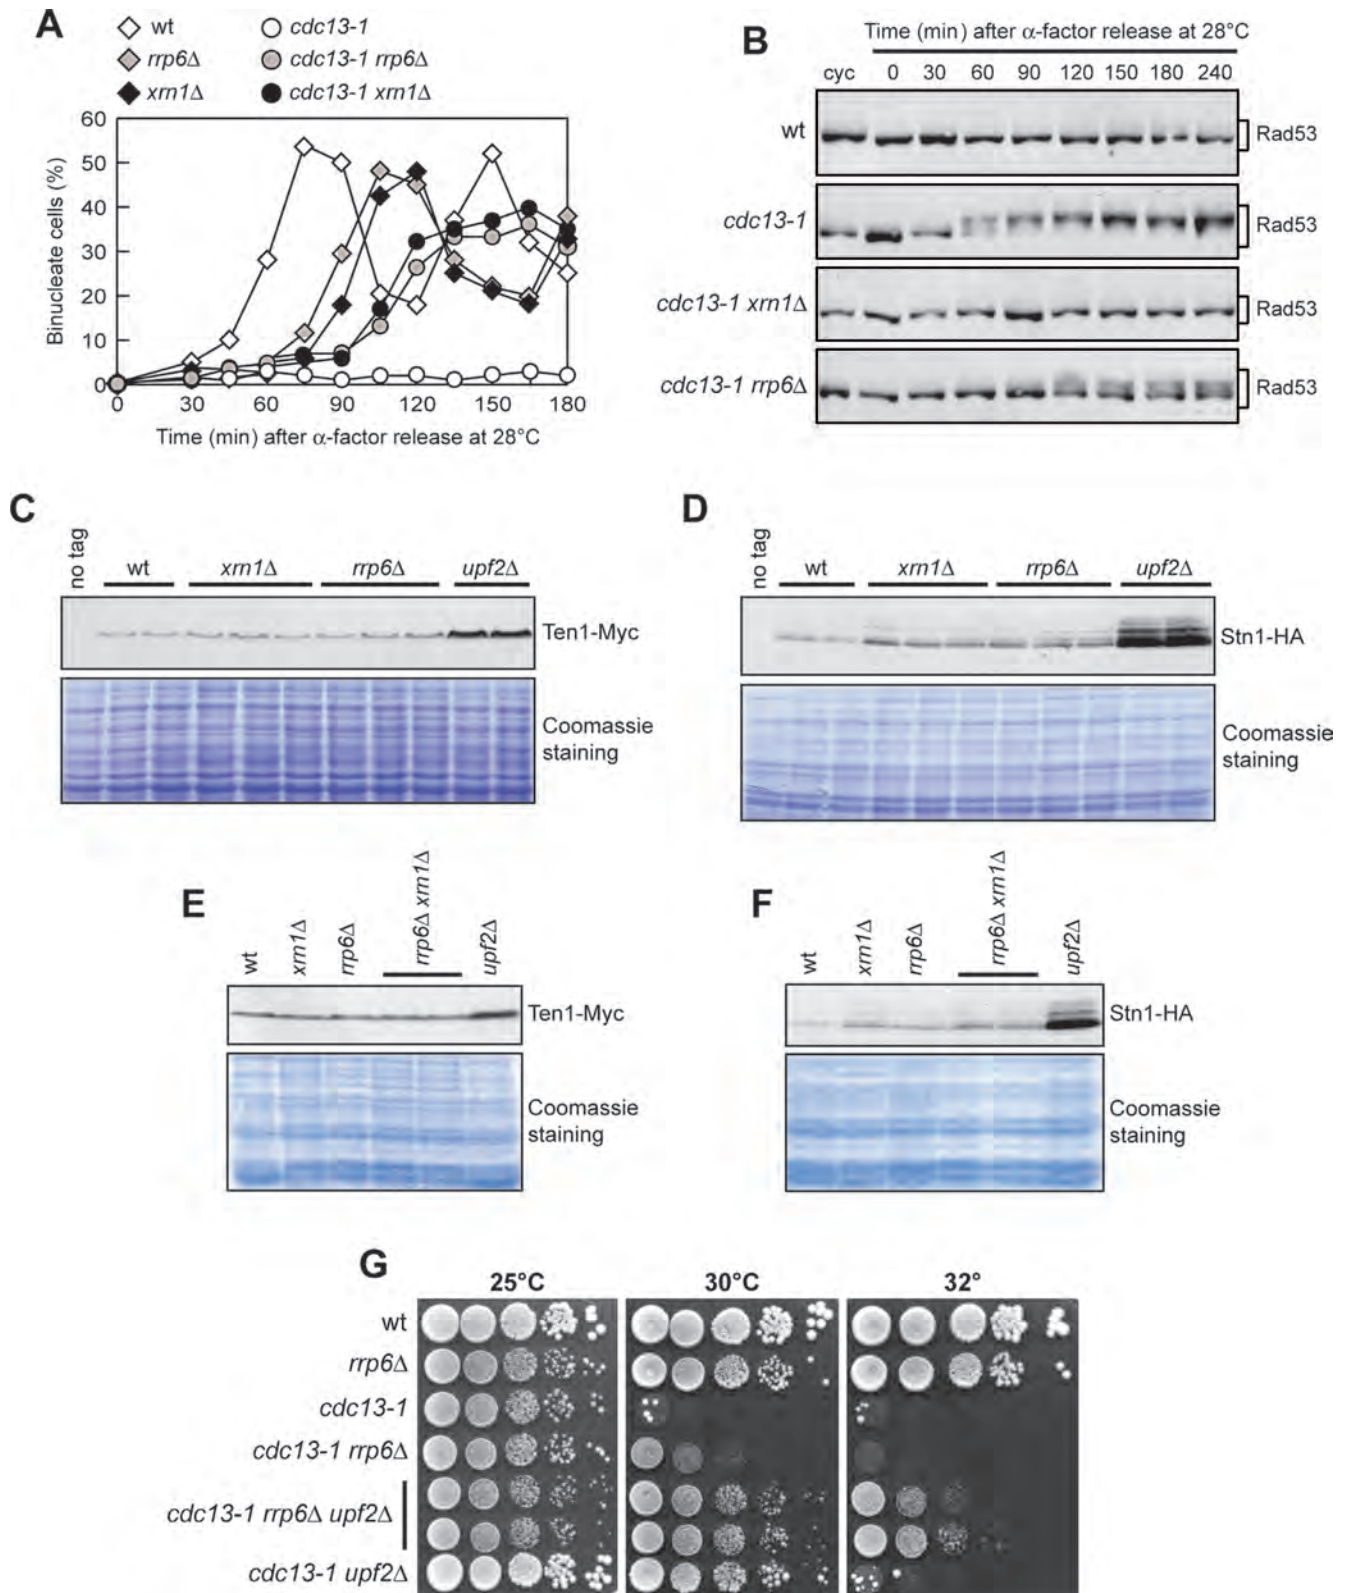 A
wt
cdc13-1
rrp6Δ
cdc13-1 rrp6Δ
xrn1Δ
cdc13-1 xrn1Δ
60
50
40
30
20
10
0
Binucleate cells (%)
0 30 60 90 120 150 180
Time (min) after α-factor release at 28°C
B
Time (min) after α-factor release at 28°C
cyc 0 30 60 90 120 150 180 240
wt
Rad53
cdc13-1
Rad53
cdc13-1 xrn1Δ
Rad53
cdc13-1 rrp6Δ
Rad53
C
no tag
wt xrn1Δ rrp6Δ upf2Δ
Ten1-Myc
Coomassie
staining
D
no tag
wt xrn1Δ rrp6Δ upf2Δ
Stn1-HA
Coomassie
staining
E
wt
xrn1Δ
rrp6Δ
rrp6Δ xrn1Δ
upf2Δ
Ten1-Myc
Coomassie
staining
F
wt
xrn1Δ
rrp6Δ
rrp6Δ xrn1Δ
upf2Δ
Stn1-HA
Coomassie
staining
G
25°C 30°C 32°
wt
rrp6Δ
cdc13-1
cdc13-1 rrp6Δ
cdc13-1 rrp6Δ upf2Δ
cdc13-1 upf2Δ